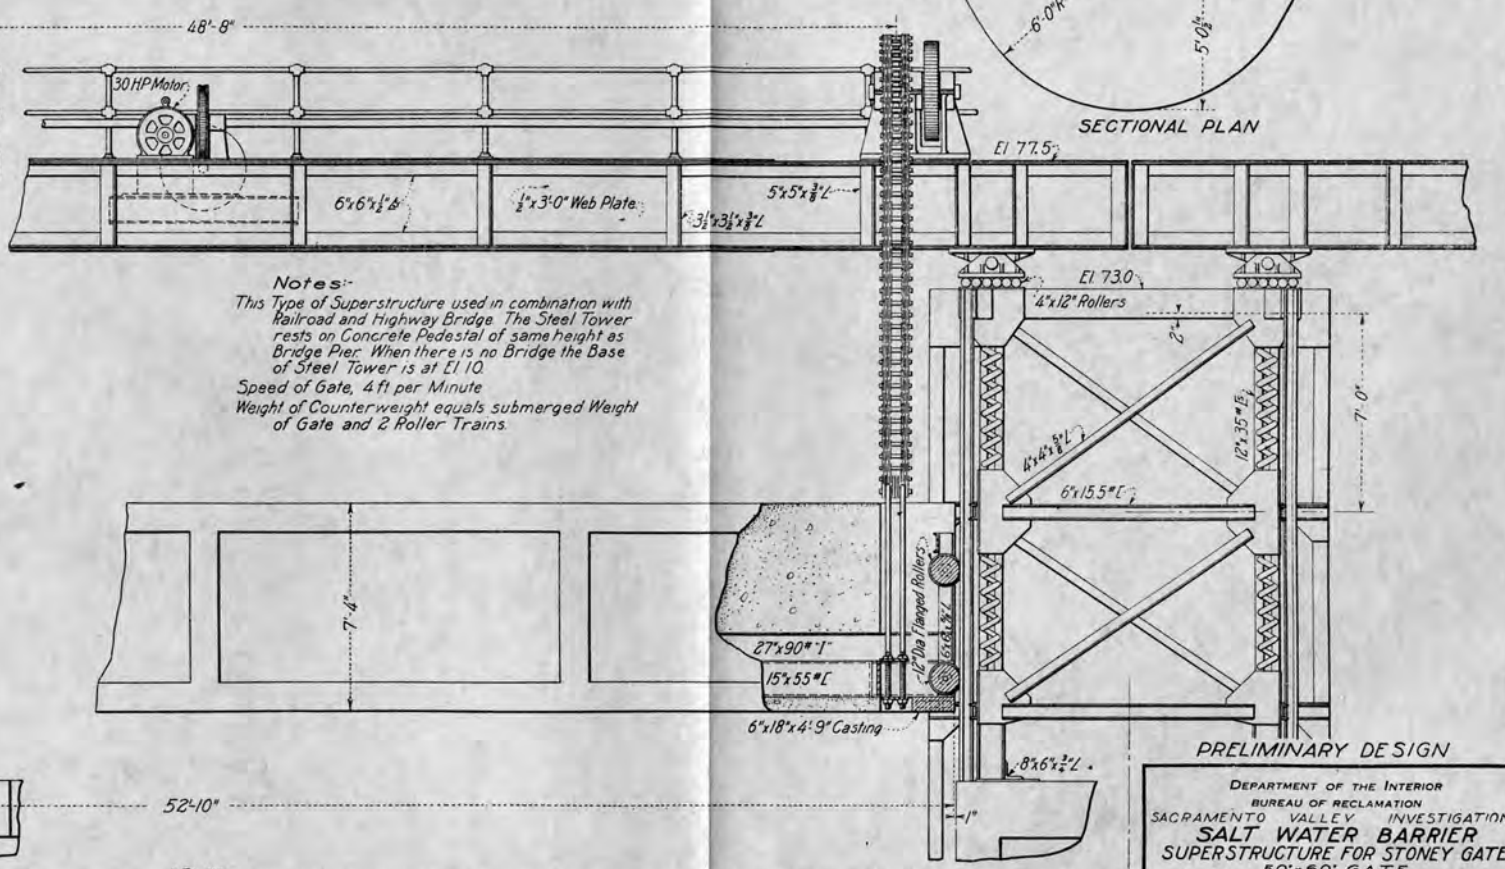 48'-8"
6'-0"R
5'0½"
30 HP Motor
SECTIONAL PLAN
El 77.5
6"x6"x½"
½"x3'-0" Web Plate
5"x5"x⅜"L
3½"x3½"x⅜"L
Notes:-
This Type of Superstructure used in combination with
Railroad and Highway Bridge. The Steel Tower
rests on Concrete Pedestal of same height as
Bridge Pier. When there is no Bridge the Base
of Steel Tower is at El. 10.
Speed of Gate, 4 ft per Minute
Weight of Counterweight equals submerged Weight
of Gate and 2 Roller Trains.
El 73.0
4"x12" Rollers
2"
7'-0"
12"x35#
4"x4"x⅝"L
6"x15.5#[
12" Dia Flanged Rollers
7'-4"
27"x90#"I"
15"x55#[
6"x18"x4'-9" Casting
8"x6"x¾"L
52'-10"
1"
PRELIMINARY DESIGN
DEPARTMENT OF THE INTERIOR
BUREAU OF RECLAMATION
SACRAMENTO VALLEY INVESTIGATION
SALT WATER BARRIER
SUPERSTRUCTURE FOR STONEY GATE
GATE